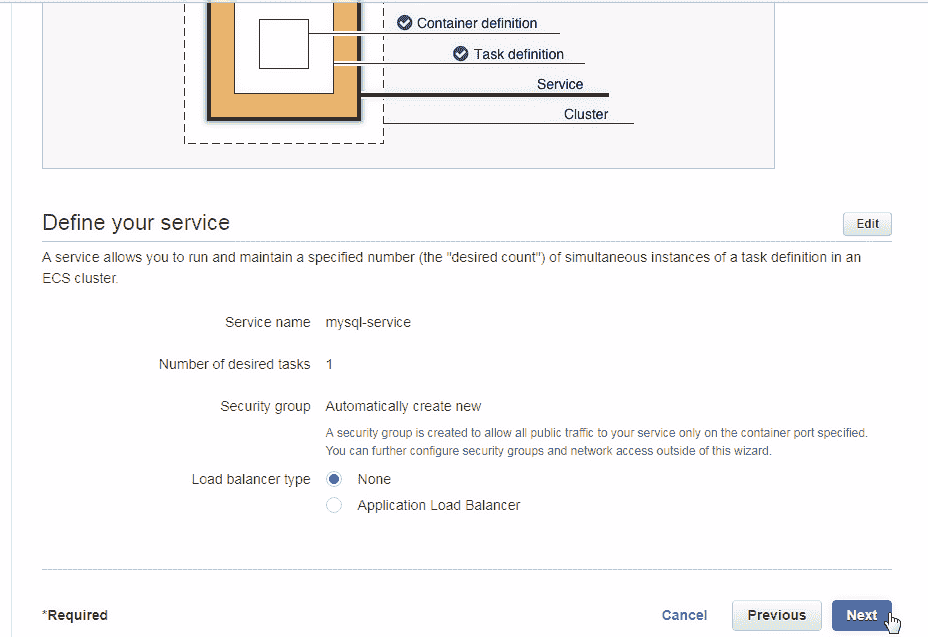 Container definition
Task definition
Service
Cluster
Define your service
Edit
A service allows you to run and maintain a specified number (the "desired count") of simultaneous instances of a task definition in an
ECS cluster.
Service name mysql-service
Number of desired tasks 1
Security group Automatically create new
A security group is created to allow all public traffic to your service only on the container port specified.
You can further configure security groups and network access outside of this wizard.
Load balancer type None
Application Load Balancer
*Required Cancel Previous Next